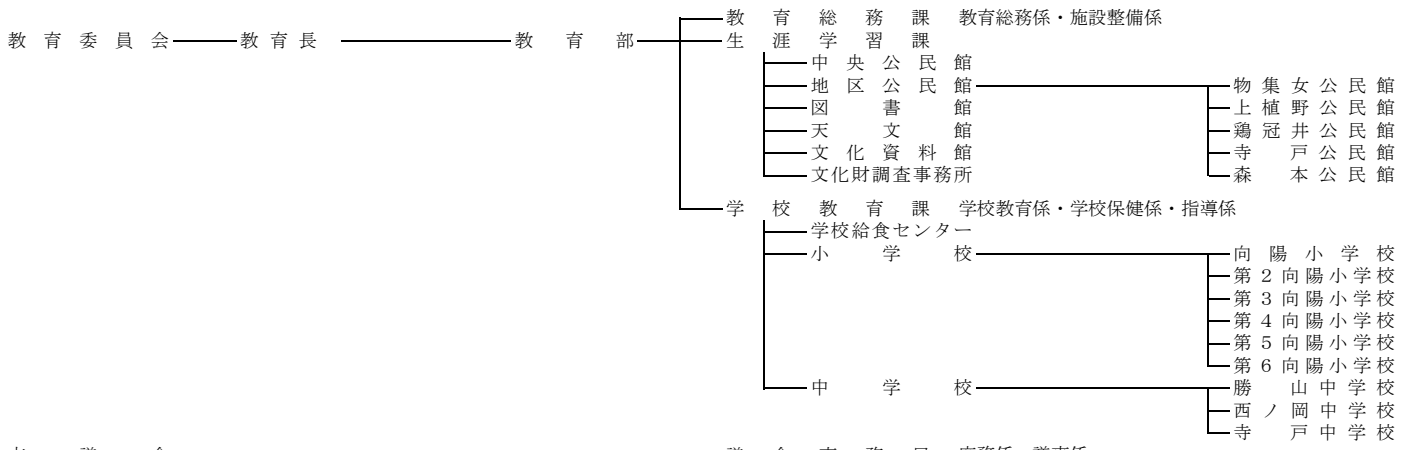 教育総務課 教育総務係・施設整備係
教育委員会 教育長 教育部 生涯学習課
中央公民館
地区公民館 物集女公民館
図書館 上植野公民館
天文館 鶏冠井公民館
文化資料館 寺戸公民館
文化財調査事務所 森本公民館
学校教育課 学校教育係・学校保健係・指導係
学校給食センター
小学校 向陽小学校
第2向陽小学校
第3向陽小学校
第4向陽小学校
第5向陽小学校
第6向陽小学校
中学校 勝山中学校
西ノ岡中学校
寺戸中学校